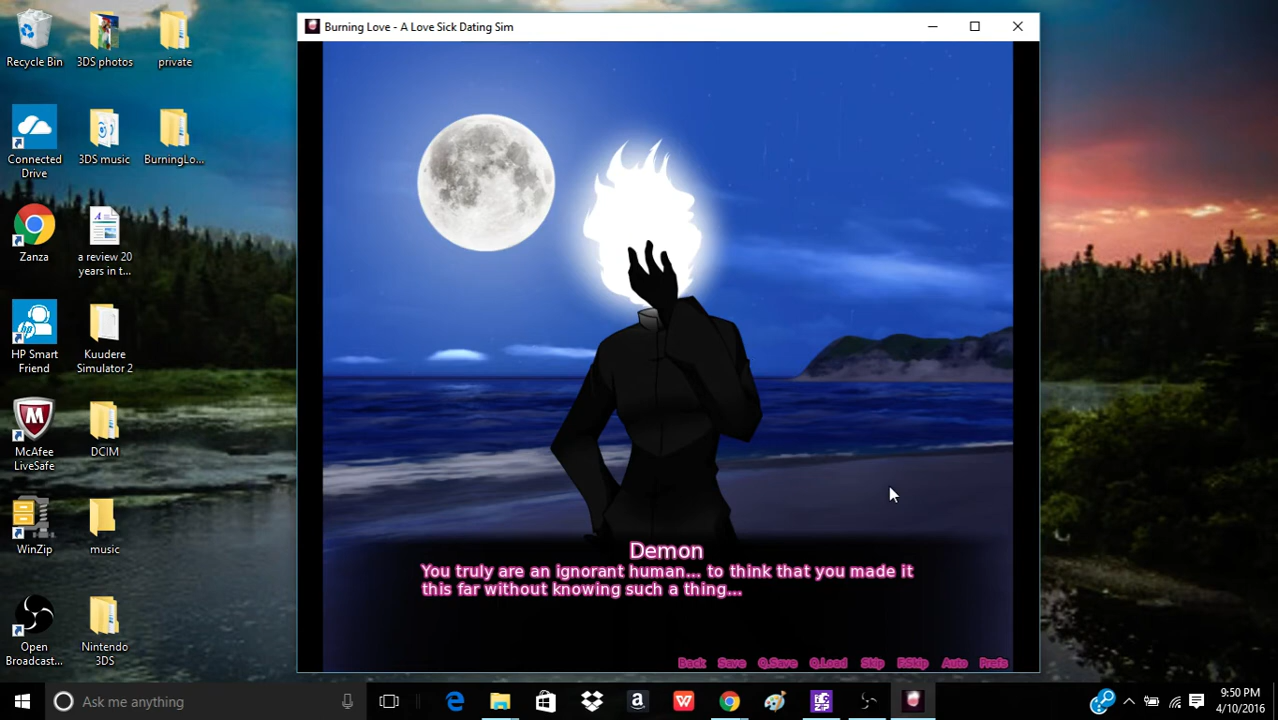 Burning Love - A Love Sick Dating Sim
Recycle Bin
3DS photos
private
Connected
Drive
3DS music
BurningLo...
Zanza
a review 20
years in t...
HP Smart
Friend
Kuudere
Simulator 2
McAfee
LiveSafe
DCIM
WinZip
music
Open
Broadcast...
Nintendo
3DS
Demon
You truly are an ignorant human... to think that you made it
this far without knowing such a thing...
Back Save Q.Save Q.Load Skip F.Skip Auto Prefs
Ask me anything
9:50 PM
4/10/2016